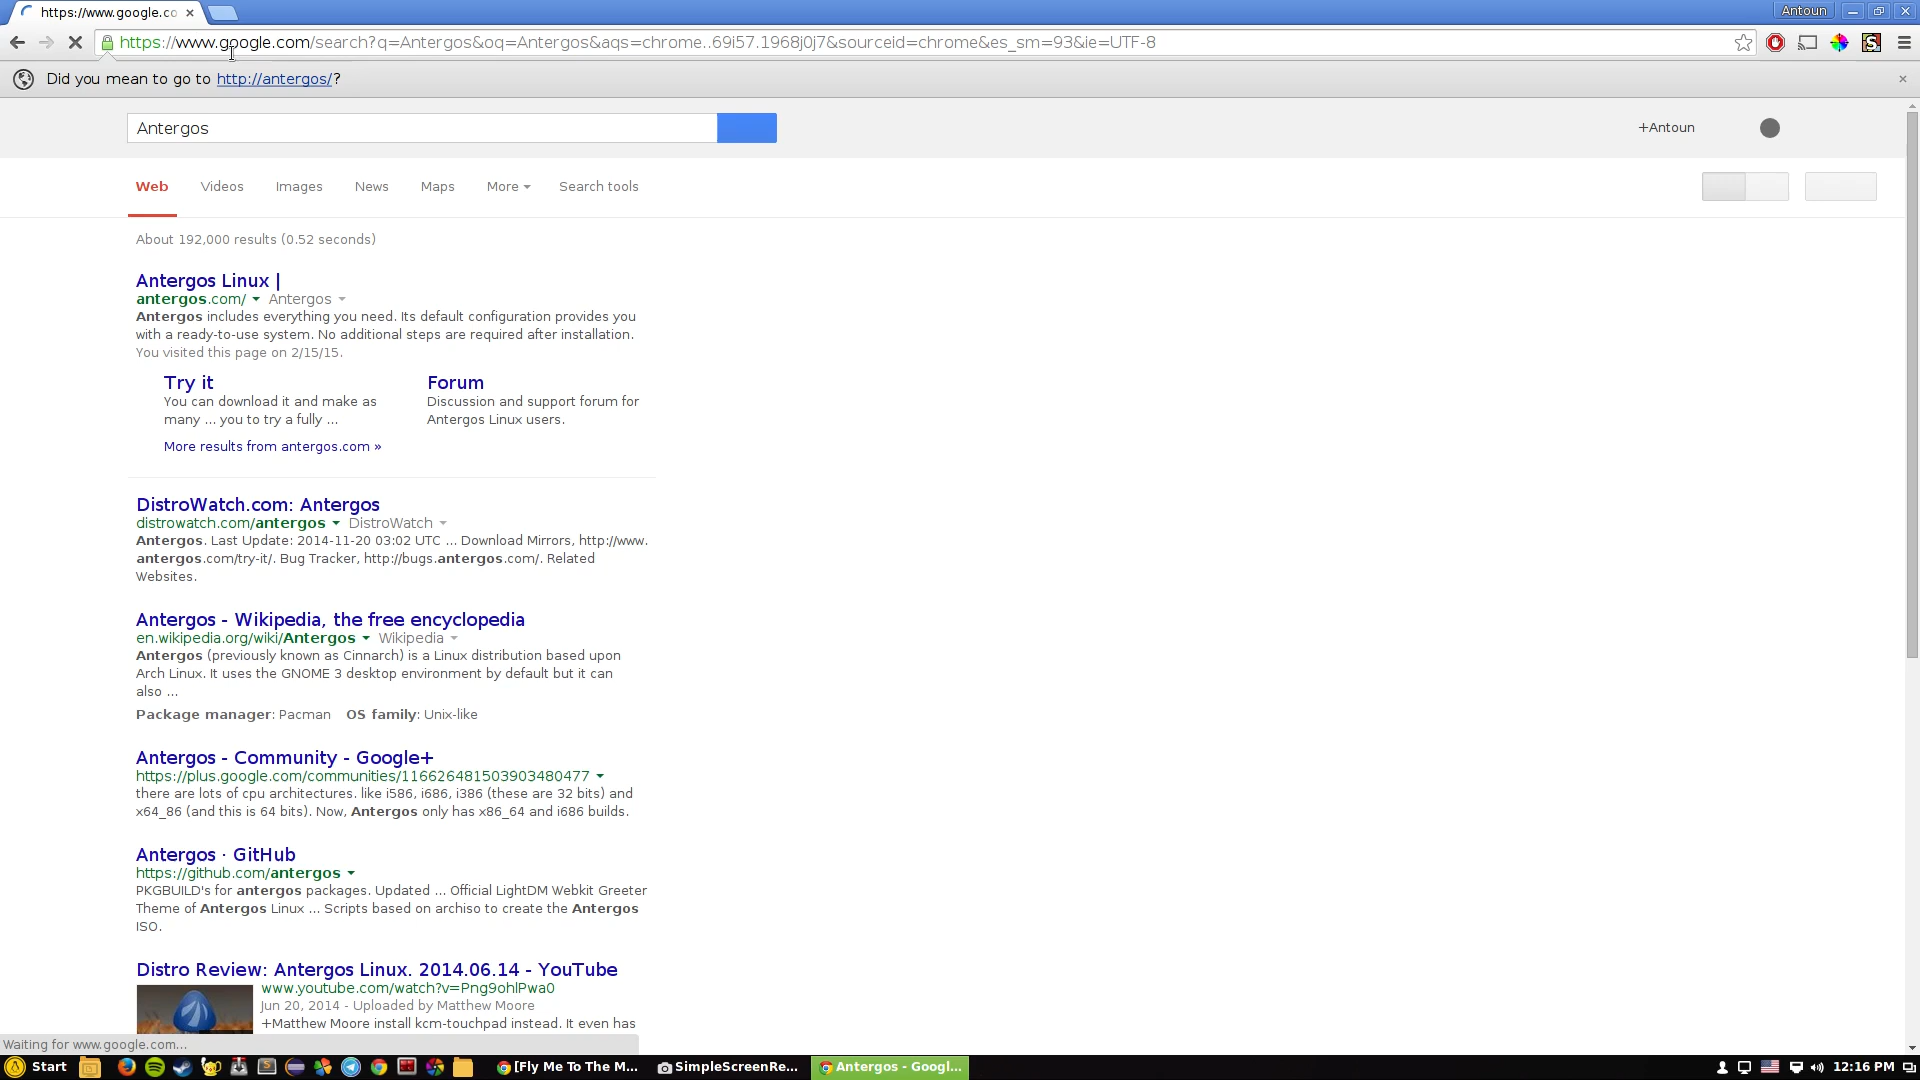 https://www.google.co
Antoun
https://www.google.com/search?q=Antergos&oq=Antergos&aqs=chrome..69i57.1968j0j7&sourceid=chrome&es_sm=93&ie=UTF-8
Did you mean to go to http://antergos/?
Antergos
+Antoun
Web Videos Images News Maps More Search tools
About 192,000 results (0.52 seconds)
Antergos Linux |
antergos.com/ Antergos
Antergos includes everything you need. Its default configuration provides you
with a ready-to-use system. No additional steps are required after installation.
You visited this page on 2/15/15.
Try it
You can download it and make as
many ... you to try a fully ...
Forum
Discussion and support forum for
Antergos Linux users.
More results from antergos.com »
DistroWatch.com: Antergos
distrowatch.com/antergos DistroWatch
Antergos. Last Update: 2014-11-20 03:02 UTC ... Download Mirrors, http://www.
antergos.com/try-it/. Bug Tracker, http://bugs.antergos.com/. Related
Websites.
Antergos - Wikipedia, the free encyclopedia
en.wikipedia.org/wiki/Antergos Wikipedia
Antergos (previously known as Cinnarch) is a Linux distribution based upon
Arch Linux. It uses the GNOME 3 desktop environment by default but it can
also ...
Package manager: Pacman OS family: Unix-like
Antergos - Community - Google+
https://plus.google.com/communities/116626481503903480477
there are lots of cpu architectures. like i586, i686, i386 (these are 32 bits) and
x64_86 (and this is 64 bits). Now, Antergos only has x86_64 and i686 builds.
Antergos · GitHub
https://github.com/antergos
PKGBUILD's for antergos packages. Updated ... Official LightDM Webkit Greeter
Theme of Antergos Linux ... Scripts based on archiso to create the Antergos
ISO.
Distro Review: Antergos Linux. 2014.06.14 - YouTube
www.youtube.com/watch?v=Png9ohlPwa0
Jun 20, 2014 - Uploaded by Matthew Moore
+Matthew Moore install kcm-touchpad instead. It even has
Waiting for www.google.com...
Start
[Fly Me To The M...
SimpleScreenRe...
Antergos - Googl...
12:16 PM